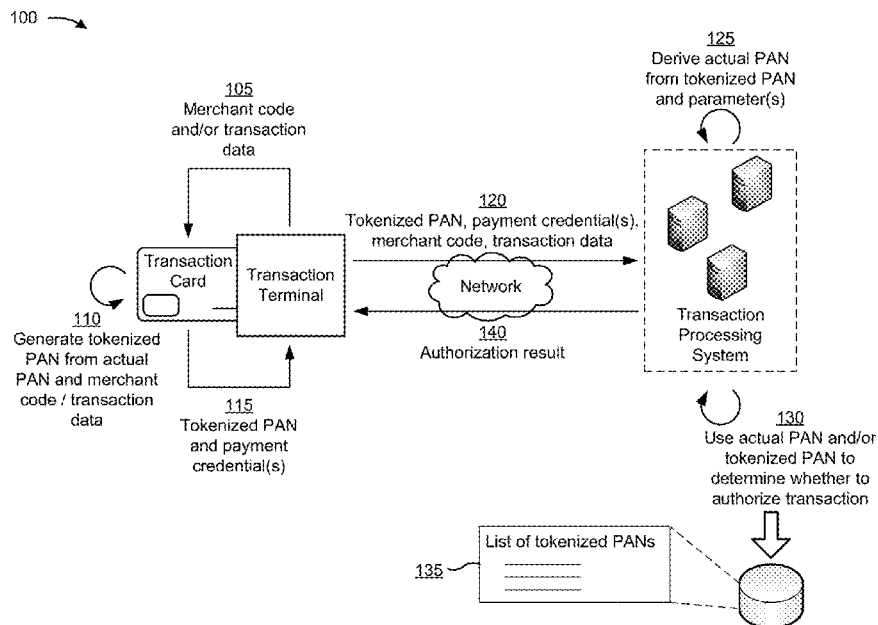 100
125
Derive actual PAN
from tokenized PAN
and parameter(s)
105
Merchant code
and/or transaction
data
120
Tokenized PAN, payment credential(s),
merchant code, transaction data
Transaction
Card
Transaction
Terminal
Network
Transaction
Processing
System
110
Generate tokenized
PAN from actual
PAN and merchant
code / transaction
data
140
Authorization result
115
Tokenized PAN
and payment
credential(s)
130
Use actual PAN and/or
tokenized PAN to
determine whether to
authorize transaction
List of tokenized PANs
135